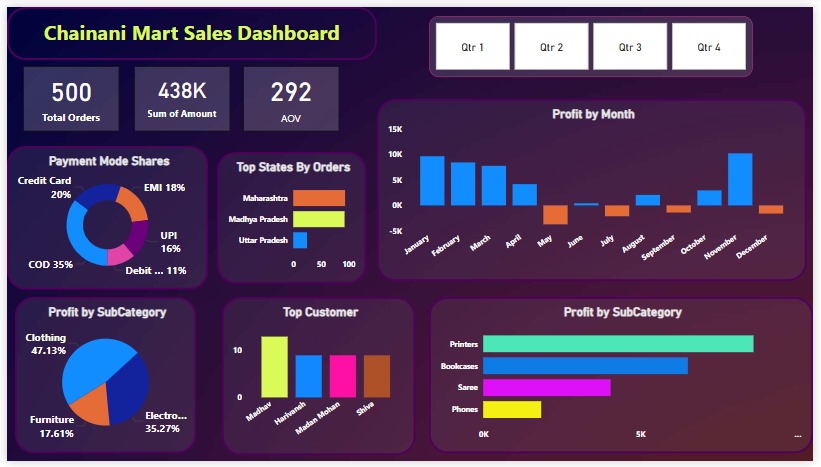 Chainani Mart Sales Dashboard
Qtr 1
Qtr 2
Qtr 3
Qtr 4
500
Total Orders
438K
Sum of Amount
292
AOV
Profit by Month
15K
10K
5K
0K
-5K
January
February
March
April
May
June
July
August
September
October
November
December
Payment Mode Shares
Credit Card
20%
EMI 18%
UPI
16%
COD 35%
Debit ... 11%
Top States By Orders
Maharashtra
Madhya Pradesh
Uttar Pradesh
0 50 100
Profit by SubCategory
Clothing
47.13%
Furniture
17.61%
Electro...
35.27%
Top Customer
10
0
Madhav
Harivansh
Madan Mohan
Shiva
Profit by SubCategory
Printers
Bookcases
Saree
Phones
0K 5K ...